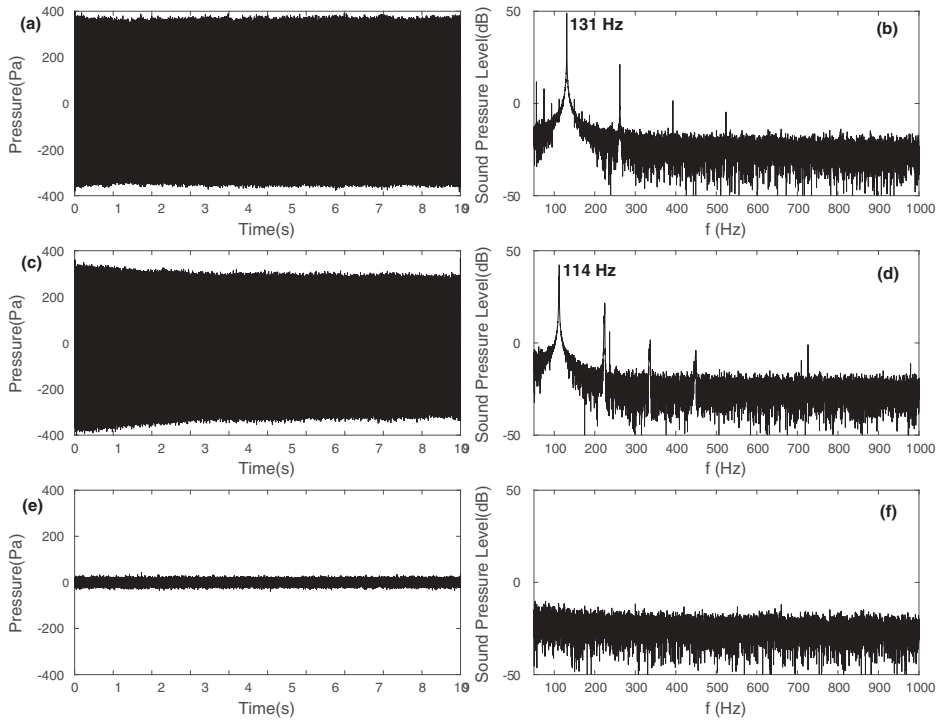 (a)
Pressure(Pa)
400
200
0
-200
-400
0 1 2 3 4 5 6 7 8 9 10
Time(s)
(b)
131 Hz
Sound Pressure Level(dB)
50
0
-50
100 200 300 400 500 600 700 800 900 1000
f (Hz)
(c)
Pressure(Pa)
400
200
0
-200
-400
0 1 2 3 4 5 6 7 8 9 10
Time(s)
(d)
114 Hz
Sound Pressure Level(dB)
50
0
-50
100 200 300 400 500 600 700 800 900 1000
f (Hz)
(e)
Pressure(Pa)
400
200
0
-200
-400
0 1 2 3 4 5 6 7 8 9 10
Time(s)
(f)
Sound Pressure Level(dB)
50
0
-50
100 200 300 400 500 600 700 800 900 1000
f (Hz)